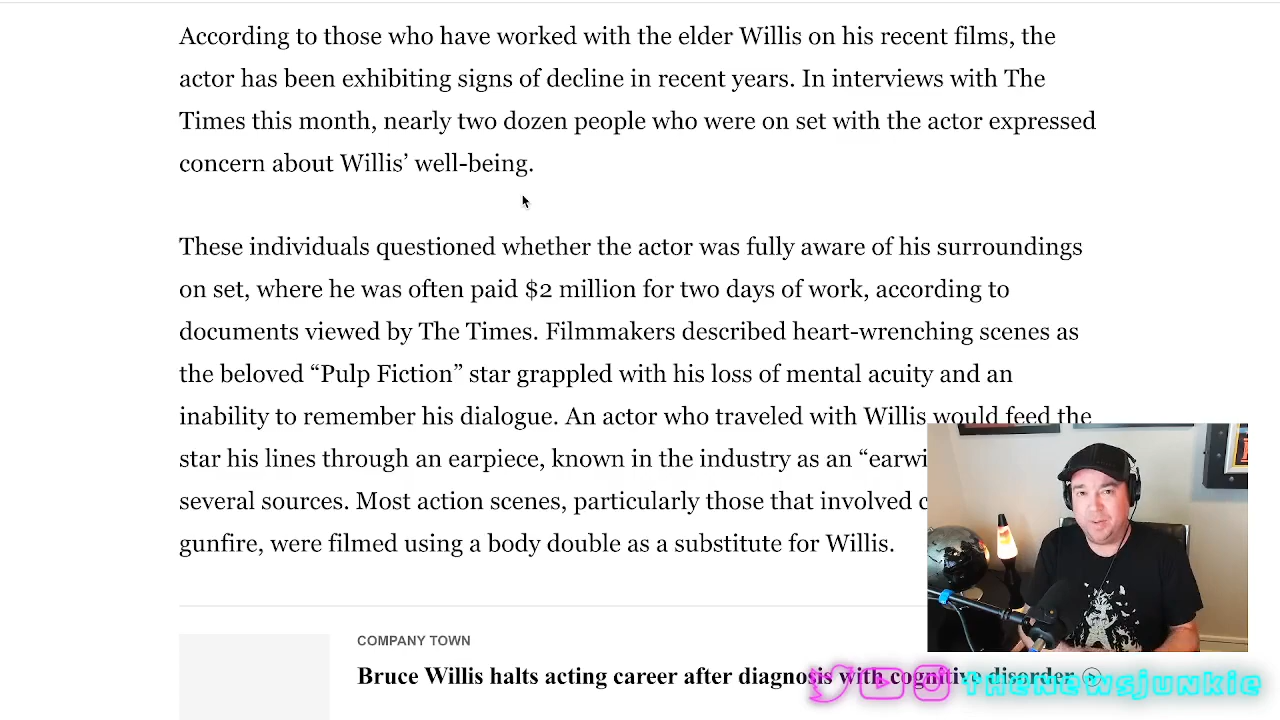 According to those who have worked with the elder Willis on his recent films, the
actor has been exhibiting signs of decline in recent years. In interviews with The
Times this month, nearly two dozen people who were on set with the actor expressed
concern about Willis’ well-being.
These individuals questioned whether the actor was fully aware of his surroundings
on set, where he was often paid $2 million for two days of work, according to
documents viewed by The Times. Filmmakers described heart-wrenching scenes as
the beloved “Pulp Fiction” star grappled with his loss of mental acuity and an
inability to remember his dialogue. An actor who traveled with Willis would feed the
star his lines through an earpiece, known in the industry as an “earwi
several sources. Most action scenes, particularly those that involved c
gunfire, were filmed using a body double as a substitute for Willis.
COMPANY TOWN
Bruce Willis halts acting career after diagnosis with cognitive disorder
thenewsjunkie